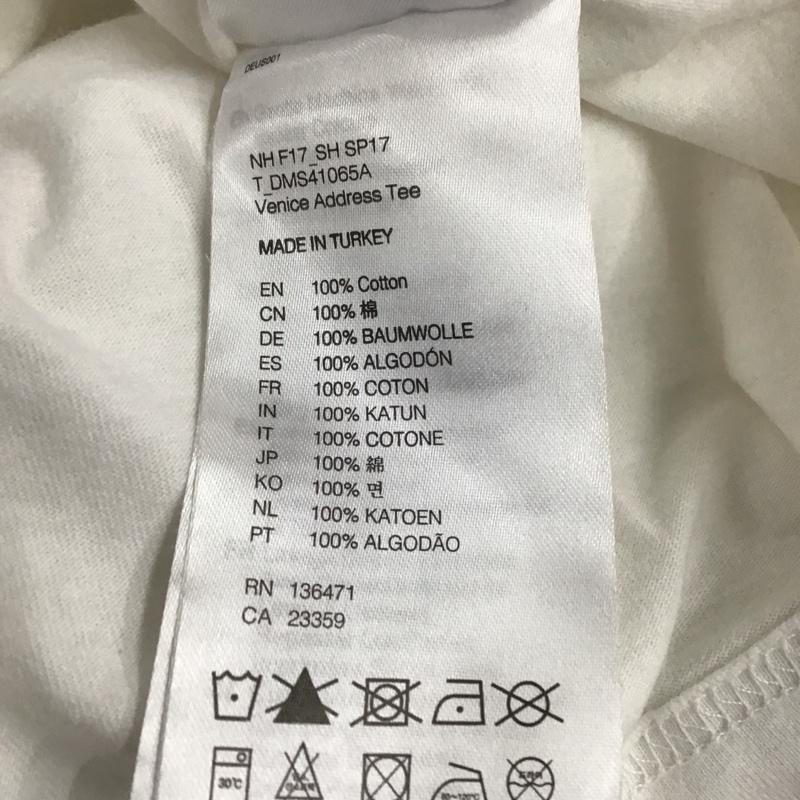 DEUS001
NH F17_SH SP17
T_DMS41065A
Venice Address Tee
MADE IN TURKEY
EN 100% Cotton
CN 100% 棉
DE 100% BAUMWOLLE
ES 100% ALGODÓN
FR 100% COTON
IN 100% KATUN
IT 100% COTONE
JP 100% 綿
KO 100% 면
NL 100% KATOEN
PT 100% ALGODÃO
RN 136471
CA 23359
30℃
80~120℃